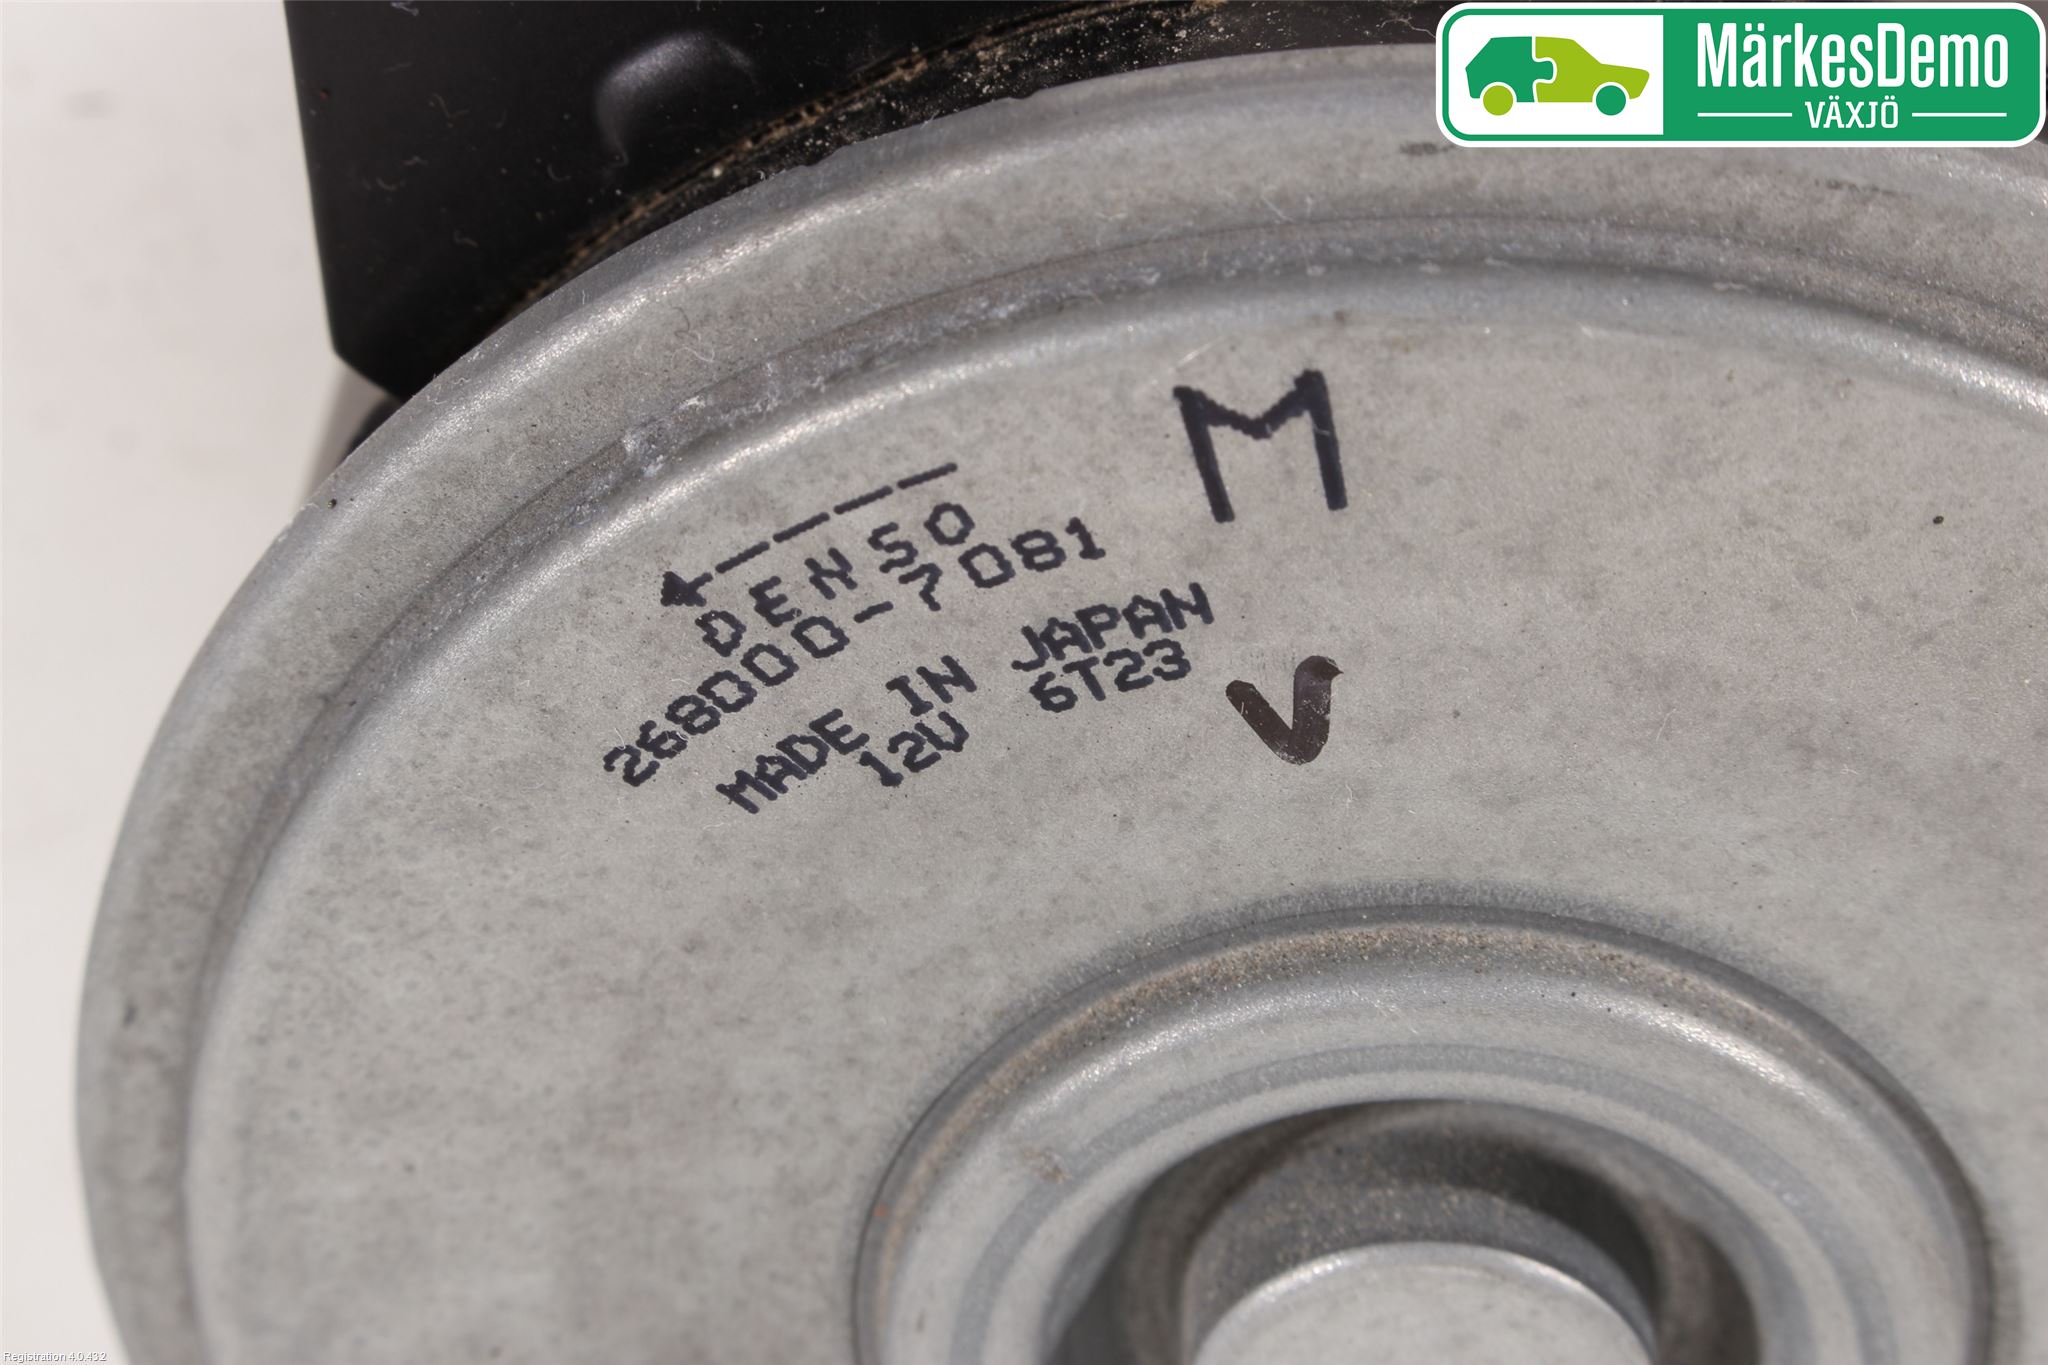 MärkesDemo
VÄXJÖ
M
DENSO
268000-7081
MADE IN JAPAN
12V 6T23
V
Registration 4.0.432